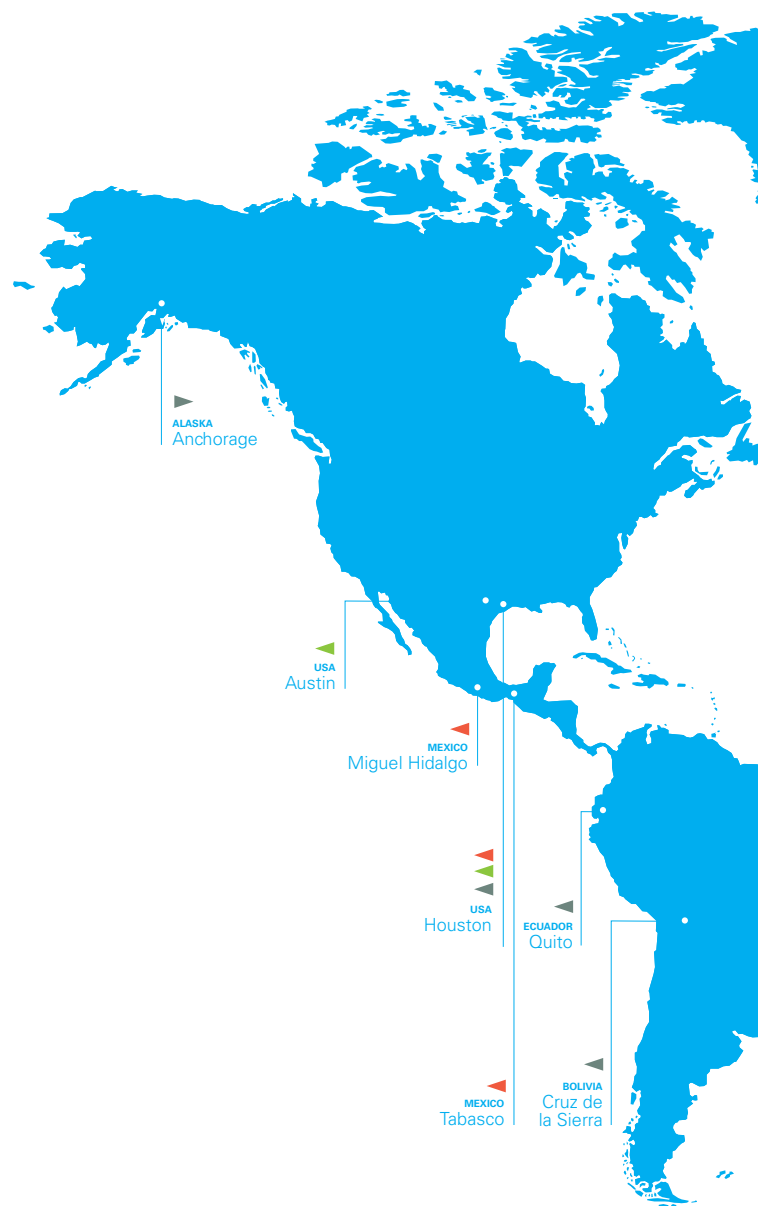 ALASKA
Anchorage
USA
Austin
MEXICO
Miguel Hidalgo
USA
Houston
ECUADOR
Quito
MEXICO
Tabasco
BOLIVIA
Cruz de
la Sierra